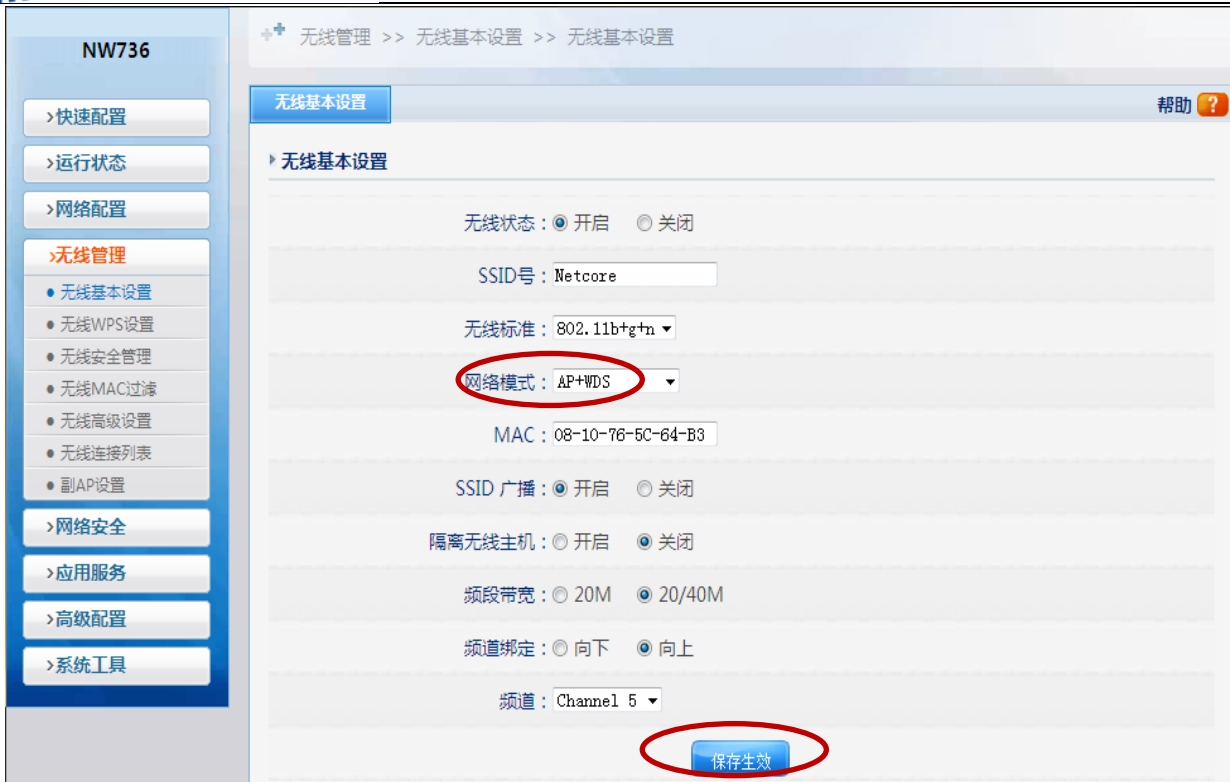 NW736
无线管理 >> 无线基本设置 >> 无线基本设置
无线基本设置
帮助 ?
>快速配置
>运行状态
>网络配置
>无线管理
● 无线基本设置
● 无线WPS设置
● 无线安全管理
● 无线MAC过滤
● 无线高级设置
● 无线连接列表
● 副AP设置
>网络安全
>应用服务
>高级配置
>系统工具
无线基本设置
无线状态：开启 关闭
SSID号：Netcore
无线标准：802.11b+g+n
网络模式：AP+WDS
MAC：08-10-76-5C-64-B3
SSID 广播：开启 关闭
隔离无线主机：开启 关闭
频段带宽：20M 20/40M
频道绑定：向下 向上
频道：Channel 5
保存生效